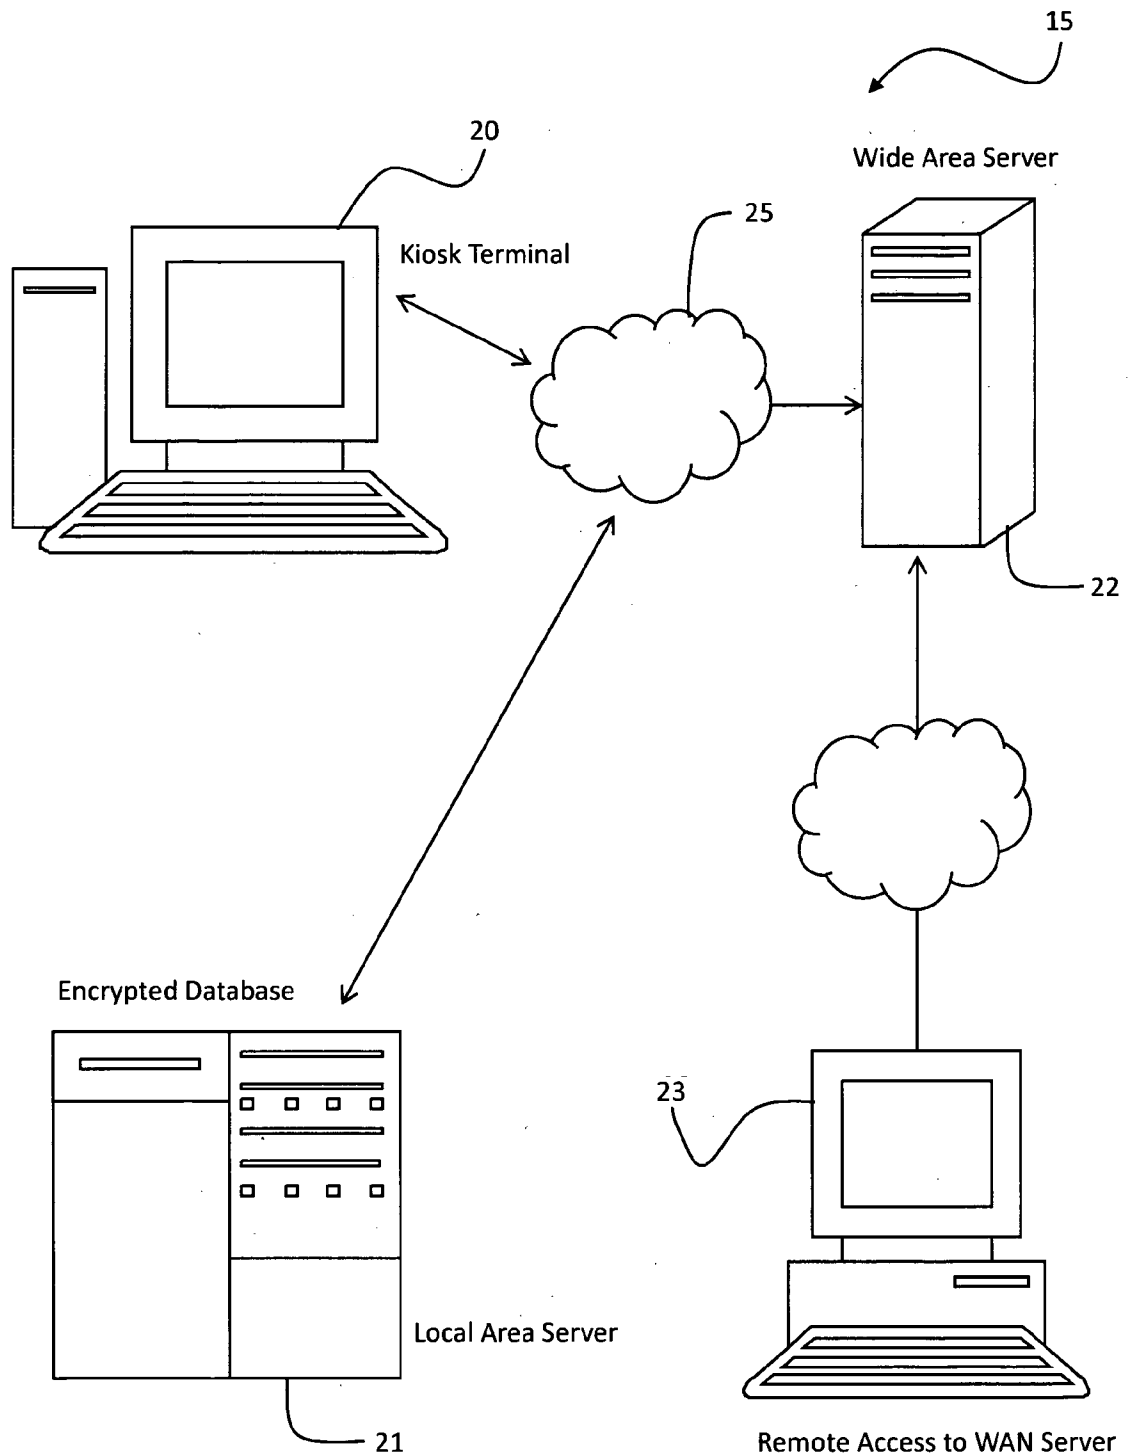 15
20
Wide Area Server
25
Kiosk Terminal
22
Encrypted Database
23
Local Area Server
21
Remote Access to WAN Server